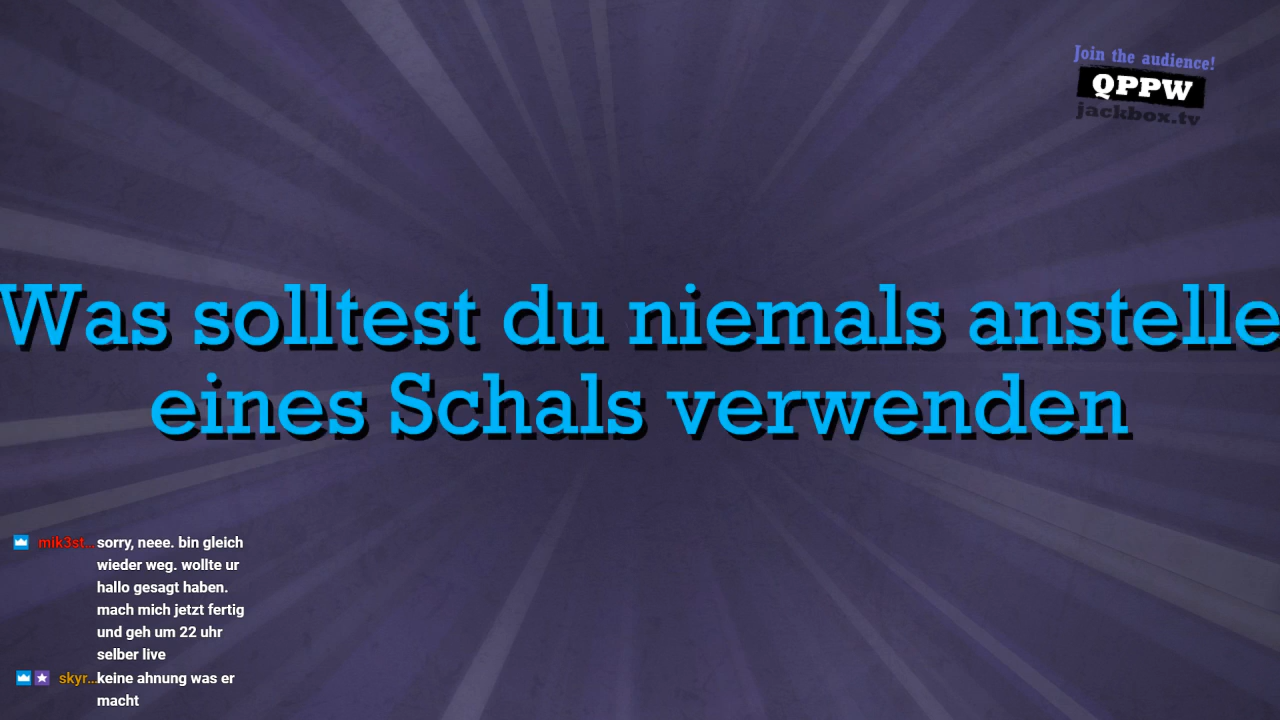 Join the audience!
QPPW
jackbox.tv
Was solltest du niemals anstelle
eines Schals verwenden
mik3st... sorry, neee. bin gleich
wieder weg. wollte ur
hallo gesagt haben.
mach mich jetzt fertig
und geh um 22 uhr
selber live
skyr... keine ahnung was er
macht